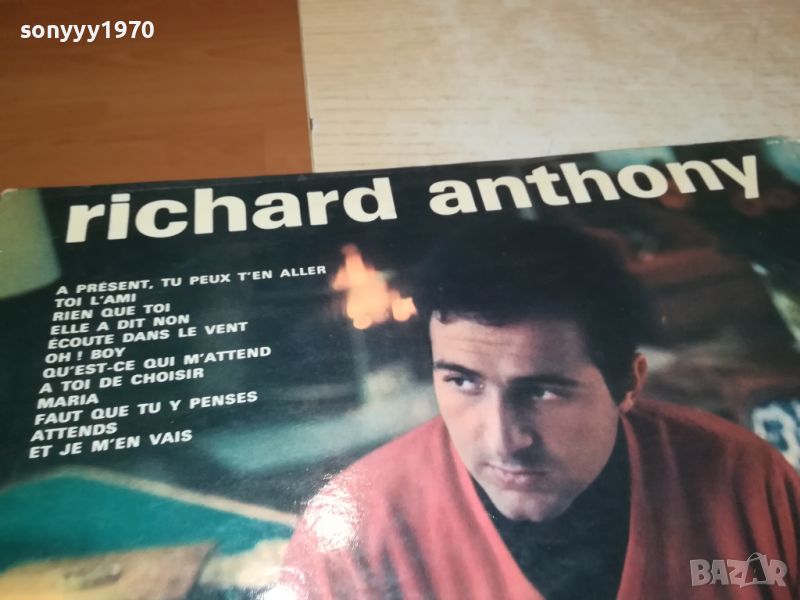 sonyyy1970
richard anthony
A PRÉSENT, TU PEUX T'EN ALLER
TOI L'AMI
RIEN QUE TOI
ELLE A DIT NON
ÉCOUTE DANS LE VENT
OH ! BOY
QU'EST-CE QUI M'ATTEND
A TOI DE CHOISIR
MARIA
FAUT QUE TU Y PENSES
ATTENDS
ET JE M'EN VAIS
BAZAR